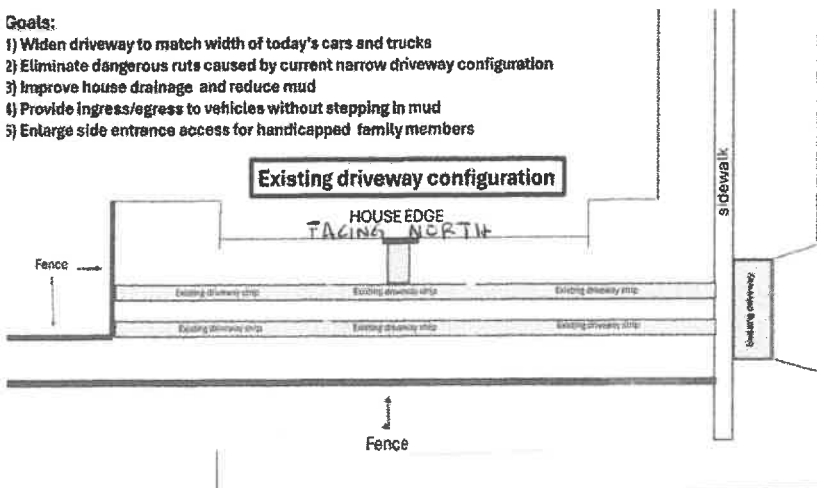 Goals:
1) Widen driveway to match width of today's cars and trucks
2) Eliminate dangerous ruts caused by current narrow driveway configuration
3) Improve house drainage and reduce mud
4) Provide ingress/egress to vehicles without stepping in mud
5) Enlarge side entrance access for handicapped family members
Existing driveway configuration
sidewalk
HOUSE EDGE
FACING NORTH
Fence
Existing driveway strip
Existing driveway strip
Existing driveway strip
Existing driveway strip
Existing driveway strip
Existing driveway strip
Existing driveway
Fence